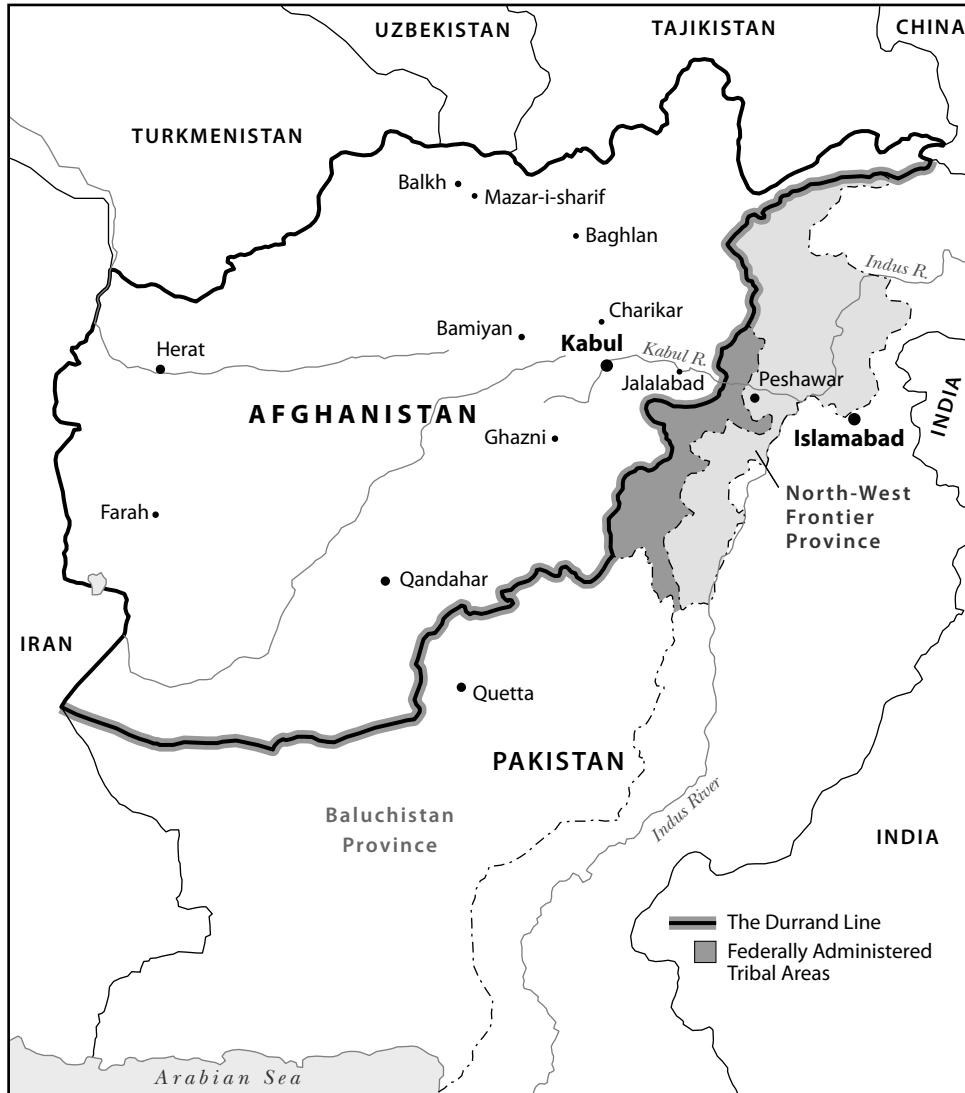 UZBEKISTAN
TAJIKISTAN
CHINA
TURKMENISTAN
Balkh
Mazar-i-sharif
Baghlan
Indus R.
Charikar
Bamiyan
Kabul
Kabul R.
Herat
Jalalabad
Peshawar
INDIA
AFGHANISTAN
Islamabad
Ghazni
North-West
Frontier
Province
Farah
Qandahar
IRAN
Quetta
PAKISTAN
Indus River
Baluchistan
Province
INDIA
The Durrand Line
Federally Administered
Tribal Areas
Arabian Sea